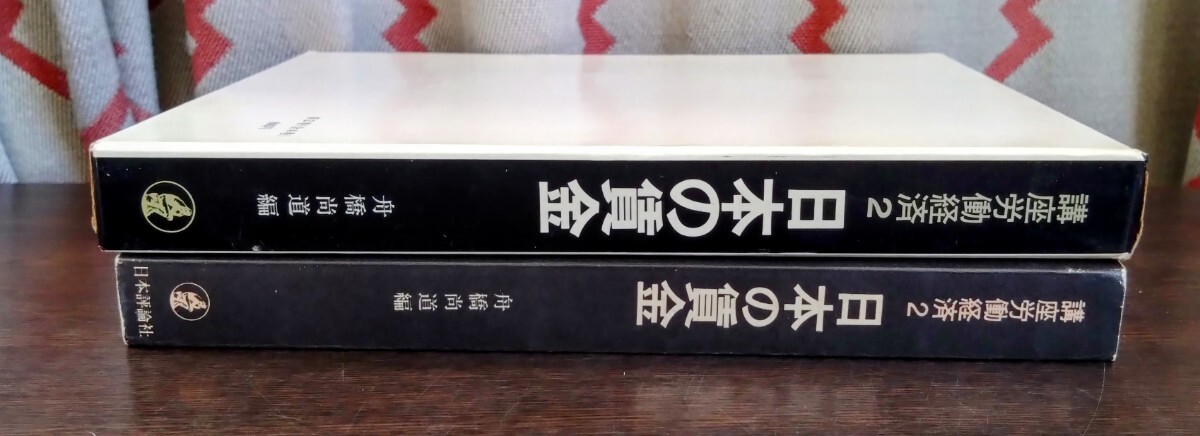 講座労働経済2
日本の賃金
舟橋尚道編
講座労働経済2
日本の賃金
舟橋尚道編
日本評論社